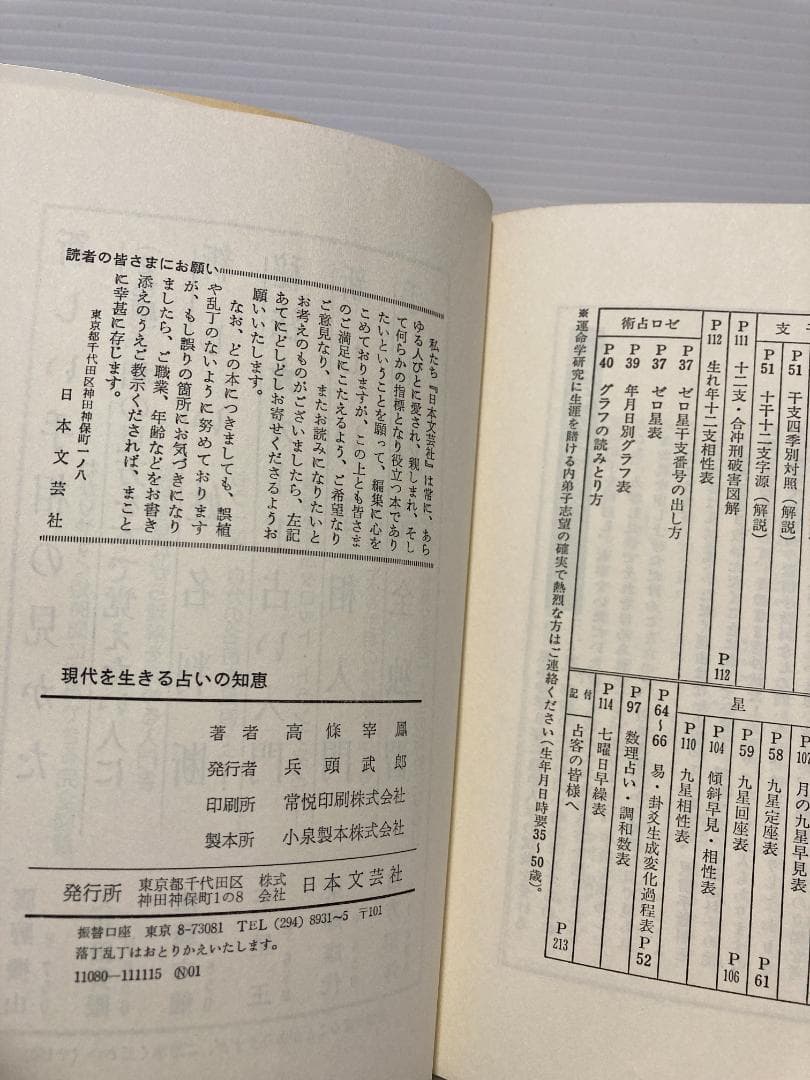 読者の皆さまにお願い
私たち『日本文芸社』は常に、あら
ゆる人びとに愛され、親しまれ、そし
て何らかの指標となり役立つ本であり
たいということを願って、編集に心を
こめておりますが、この上とも皆さま
のご満足にこたえるよう、ご希望なり
ご意見なり、またお読みになりたいと
お考えのものがございましたら、左記
あてにどしどしお寄せくださるようお
願いいたします。
なお、どの本につきましても、誤植
や乱丁のないように努めております
が、もし誤りの箇所にお気づきになり
ましたら、ご職業、年齢などをお書き
添えのうえご教示くだされば、まこと
に幸甚に存じます。
東京都千代田区神田神保町一ノ八
日本文芸社
現代を生きる占いの知恵
著者 高條宰鳳
発行者 兵頭武郎
印刷所 常悦印刷株式会社
製本所 小泉製本株式会社
発行所 東京都千代田区神田神保町1の8 株式会社 日本文芸社
振替口座 東京 8-73081 TEL (294) 8931~5 〒101
落丁乱丁はおとりかえいたします。
11080—111115 Ⓝ01
支
P51 干支四季別対照(解説)
P51 十干十二支字源(解説)
P111 十二支・合冲刑破害図解
P112 生れ年十二支相性表 P112
ゼロ占術
P37 ゼロ星干支番号の出し方
P37 ゼロ星表
P39 年月日別グラフ表
P40 グラフの読みとり方
星
P107 月の九星早見表
P58 九星定座表 P61
P59 九星回座表 P106
P104 傾斜早見・相性表
P110 九星相性表
P64~66 易・卦爻生成変化過程表 P52
P97 数理占い・調和数表
P114 七曜日早繰表
付記 占客の皆様へ P213
※運命学研究に生涯を賭ける内弟子志望の確実で熱烈な方はご連絡ください(生年月日時要35~50歳)。